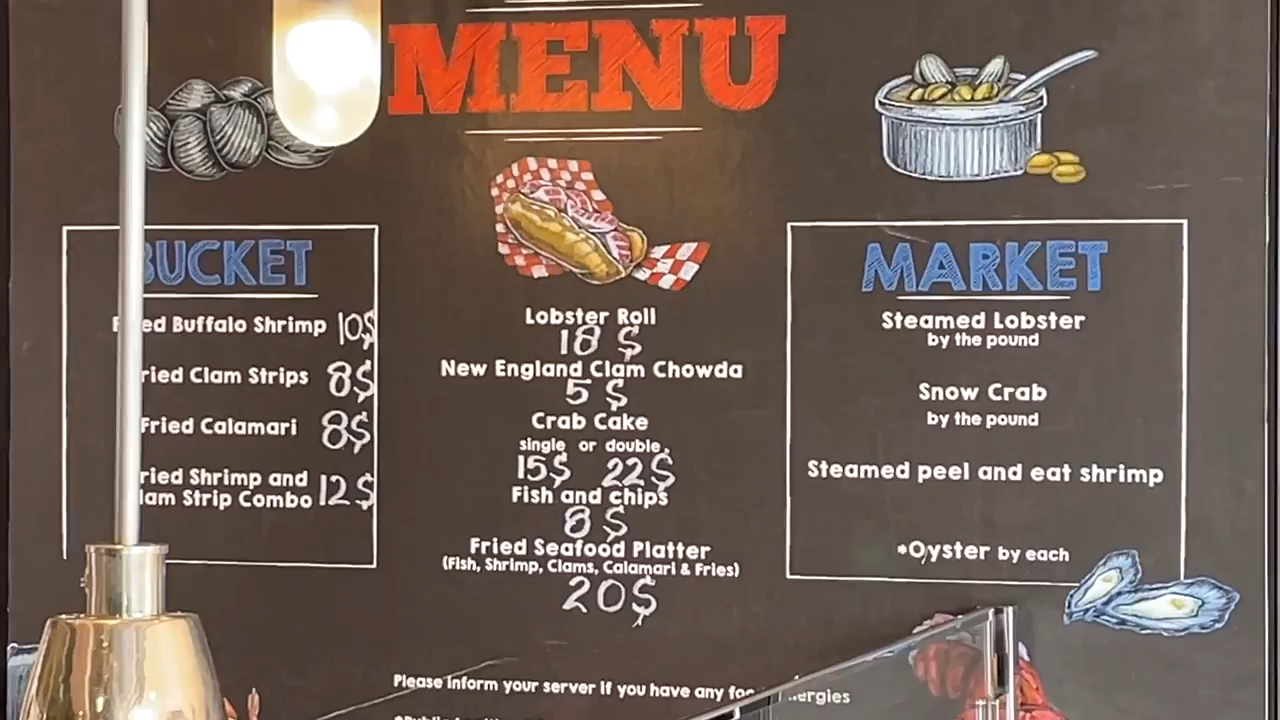 MENU
BUCKET
Fried Buffalo Shrimp 10$
Fried Clam Strips 8$
Fried Calamari 8$
Fried Shrimp and
Clam Strip Combo 12$
Lobster Roll
18 $
New England Clam Chowda
5 $
Crab Cake
single or double
15$ 22$
Fish and chips
8 $
Fried Seafood Platter
(Fish, Shrimp, Clams, Calamari & Fries)
20$
MARKET
Steamed Lobster
by the pound
Snow Crab
by the pound
Steamed peel and eat shrimp
*Oyster by each
Please inform your server if you have any food allergies